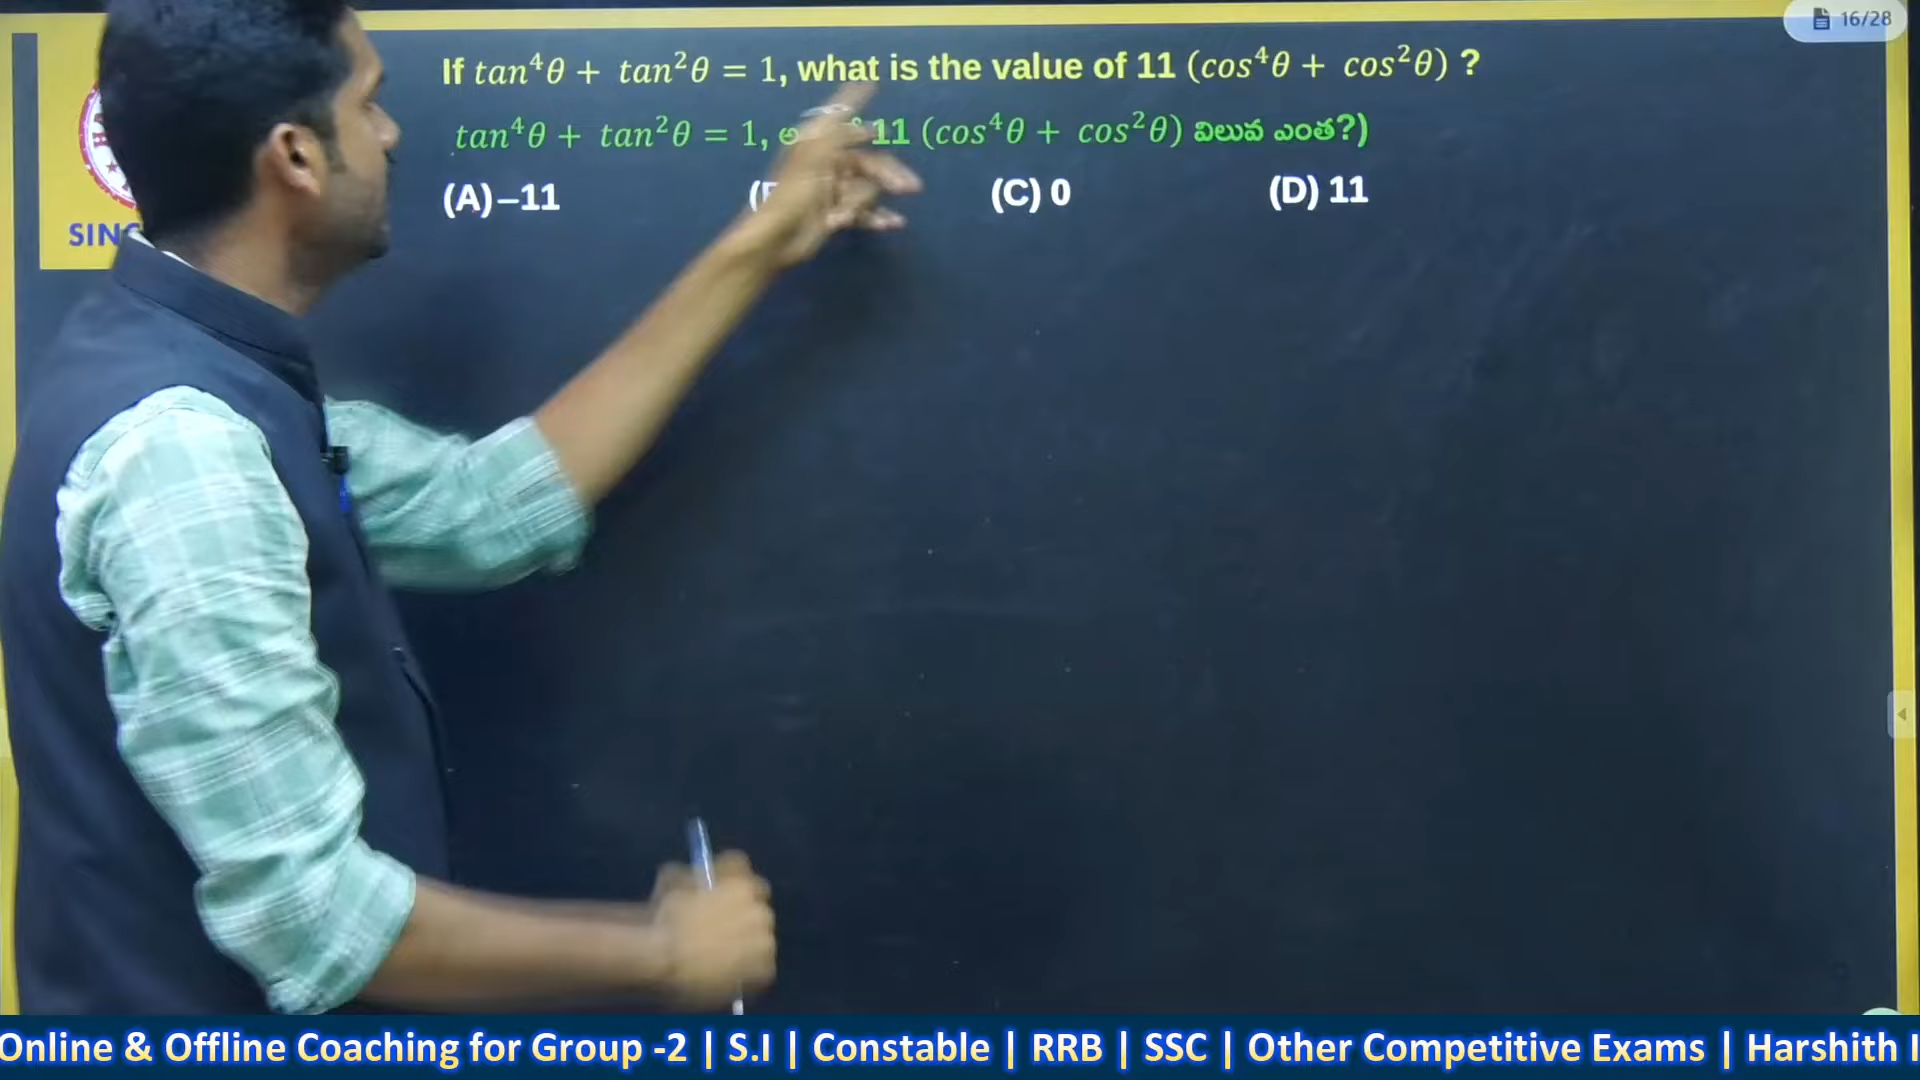 16/28
If tan⁴θ + tan²θ = 1, what is the value of 11 (cos⁴θ + cos²θ) ?
tan⁴θ + tan²θ = 1, 11 (cos⁴θ + cos²θ) విలువ ఎంత?)
(A) –11 (C) 0 (D) 11
Online & Offline Coaching for Group -2 | S.I | Constable | RRB | SSC | Other Competitive Exams | Harshith